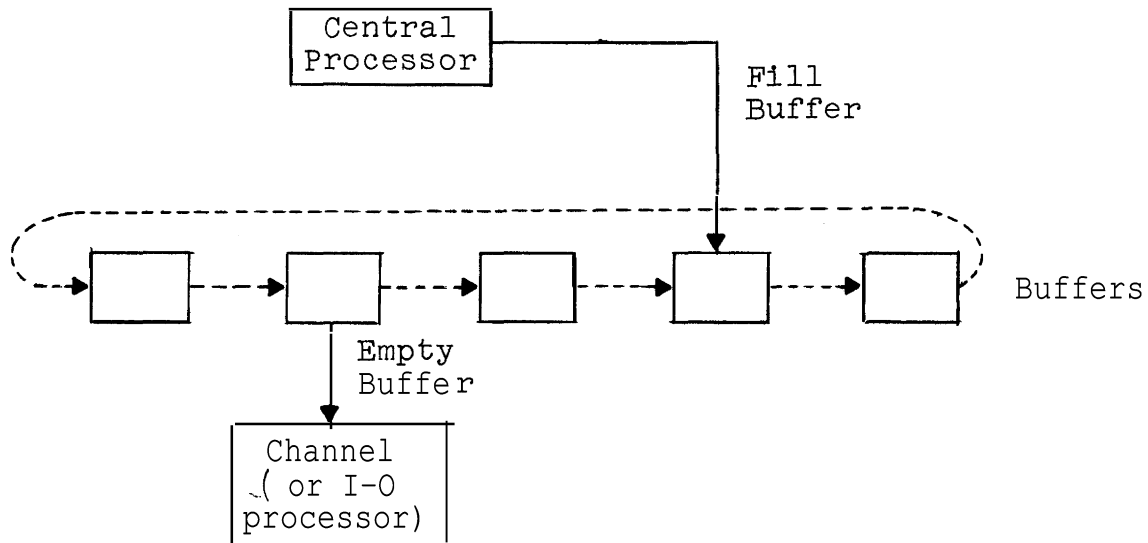 Central
Processor
Fill
Buffer
Buffers
Empty
Buffer
Channel
( or I-O
processor)